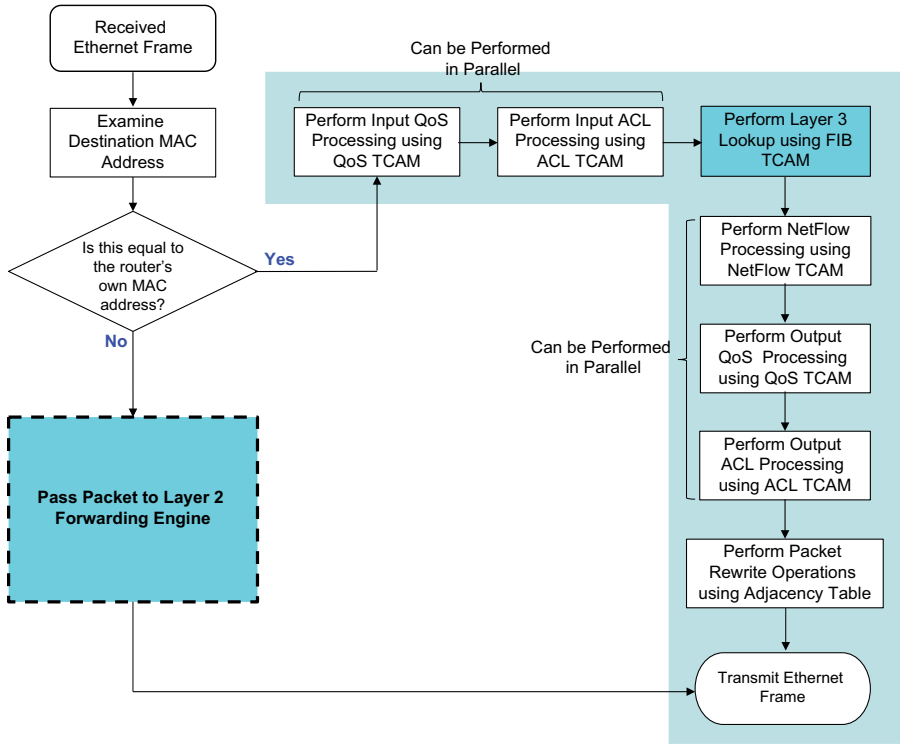 Received
Ethernet Frame
Examine
Destination MAC
Address
Is this equal to
the router's
own MAC
address?
Yes
No
Pass Packet to Layer 2
Forwarding Engine
Can be Performed
in Parallel
Perform Input QoS
Processing using
QoS TCAM
Perform Input ACL
Processing using
ACL TCAM
Perform Layer 3
Lookup using FIB
TCAM
Perform NetFlow
Processing using
NetFlow TCAM
Can be Performed
in Parallel
Perform Output
QoS Processing
using QoS TCAM
Perform Output
ACL Processing
using ACL TCAM
Perform Packet
Rewrite Operations
using Adjacency Table
Transmit Ethernet
Frame